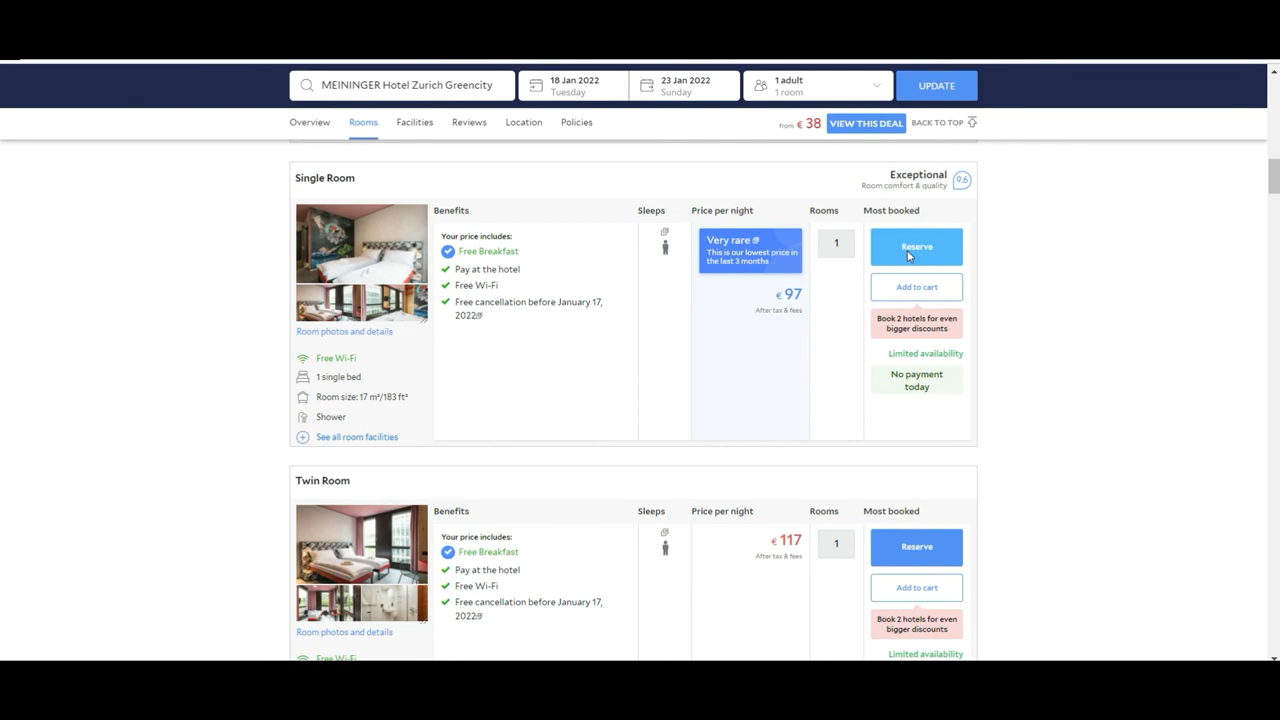 MEININGER Hotel Zurich Greencity
18 Jan 2022
Tuesday
23 Jan 2022
Sunday
1 adult
1 room
UPDATE
Overview
Rooms
Facilities
Reviews
Location
Policies
from € 38
VIEW THIS DEAL
BACK TO TOP
Single Room
Exceptional
Room comfort & quality
9.6
Benefits
Sleeps
Price per night
Rooms
Most booked
Your price includes:
Free Breakfast
Pay at the hotel
Free Wi-Fi
Free cancellation before January 17,
2022
Very rare
This is our lowest price in
the last 3 months
€ 97
After tax & fees
1
Reserve
Add to cart
Book 2 hotels for even
bigger discounts
Limited availability
No payment
today
Room photos and details
Free Wi-Fi
1 single bed
Room size: 17 m²/183 ft²
Shower
See all room facilities
Twin Room
Benefits
Sleeps
Price per night
Rooms
Most booked
Your price includes:
Free Breakfast
Pay at the hotel
Free Wi-Fi
Free cancellation before January 17,
2022
€ 117
After tax & fees
1
Reserve
Add to cart
Book 2 hotels for even
bigger discounts
Limited availability
Room photos and details
Free Wi-Fi